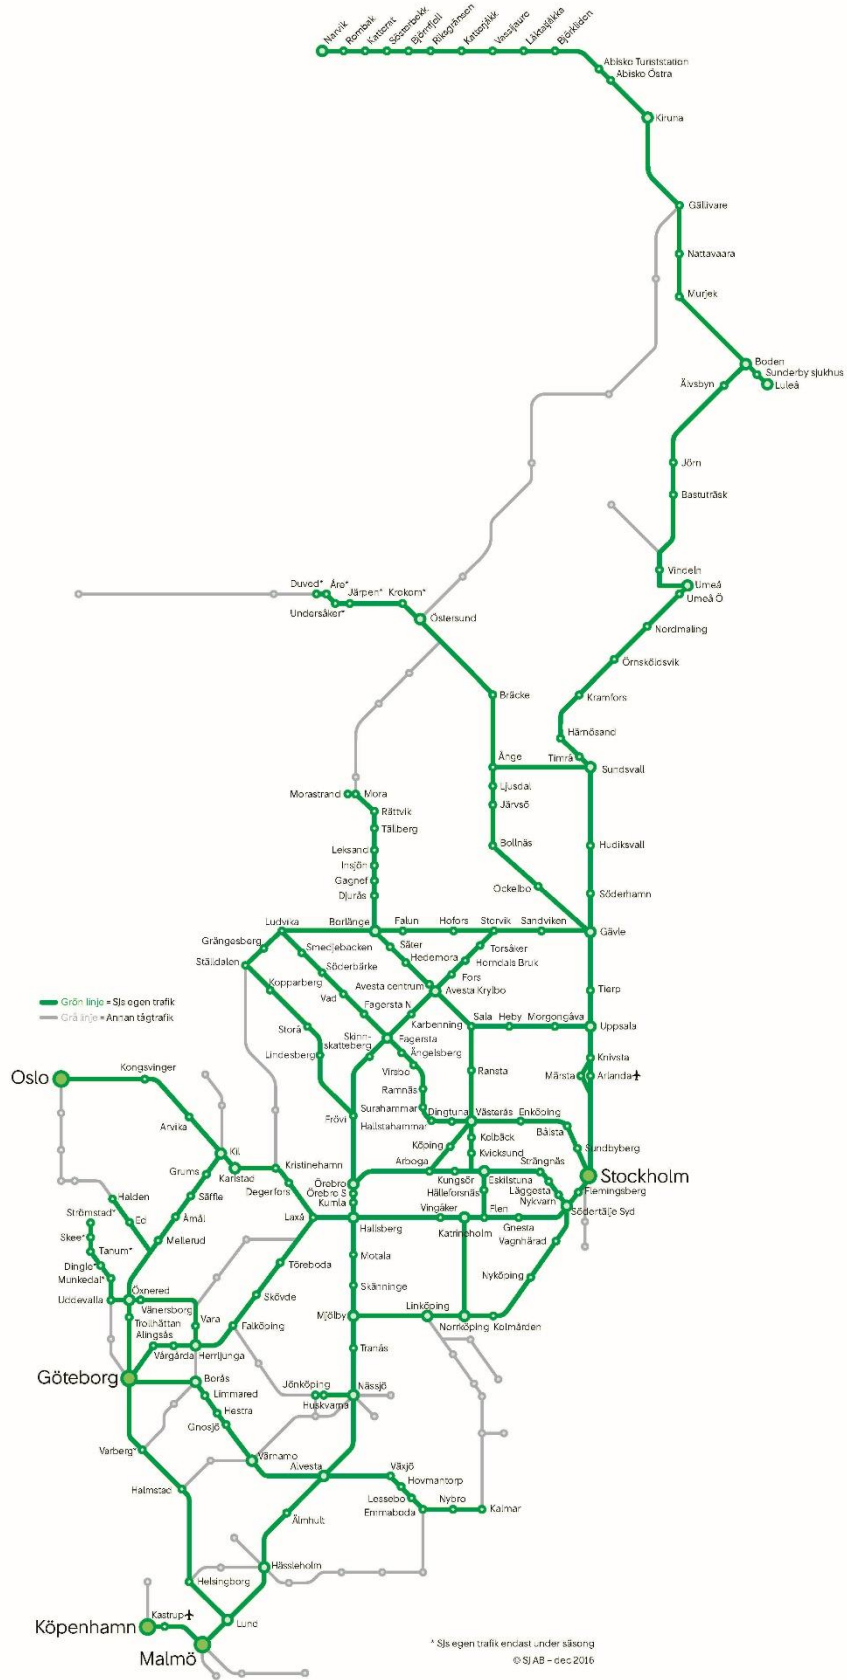 Narvik
Rombak
Katterat
Søsterbekk
Bjørnfjell
Riksgränsen
Katterjåkk
Vassijaure
Låktatjåkka
Björkliden
Abisko Turiststation
Abisko Östra
Kiruna
Gällivare
Nattavaara
Murjek
Boden
Sunderby sjukhus
Luleå
Älvsbyn
Jörn
Bastuträsk
Vindeln
Umeå
Umeå Ö
Nordmaling
Örnsköldsvik
Kramfors
Härnösand
Timrå
Sundsvall
Duved*
Åre*
Järpen*
Krokom*
Undersåker*
Östersund
Bräcke
Ånge
Ljusdal
Järvsö
Bollnäs
Ockelbo
Hudiksvall
Söderhamn
Gävle
Morastrand
Mora
Rättvik
Tällberg
Leksand
Insjön
Gagnef
Djurås
Ludvika
Borlänge
Falun
Hofors
Storvik
Sandviken
Grängesberg
Ställdalen
Smedjebacken
Söderbärke
Säter
Hedemora
Torsåker
Horndals Bruk
Fors
Kopparberg
Vad
Avesta centrum
Avesta Krylbo
Tierp
Fagersta N
Karbenning
Sala
Heby
Morgongåva
Uppsala
Storå
Skinn-
skatteberg
Fagersta
Ängelsberg
Lindesberg
Virsbo
Ransta
Knivsta
Märsta
Arlanda
Ramnäs
Surahammar
Frövi
Hallstahammar
Dingtuna
Västerås
Enköping
Bålsta
Kolbäck
Kvicksund
Köping
Sundbyberg
Arboga
Strängnäs
Stockholm
Grön linje = SJs egen trafik
Grå linje = Annan tågtrafik
Oslo
Kongsvinger
Arvika
Kil
Karlstad
Kristinehamn
Degerfors
Grums
Säffle
Åmål
Mellerud
Halden
Ed
Strömstad*
Skee*
Tanum*
Dingle*
Munkedal*
Uddevalla
Öxnered
Vänersborg
Trollhättan
Alingsås
Vårgårda
Herrljunga
Vara
Falköping
Skövde
Töreboda
Laxå
Örebro
Örebro S
Kumla
Hallsberg
Kungsör
Eskilstuna
Hälleforsnäs
Läggesta
Nykvarn
Flemingsberg
Södertälje Syd
Vingåker
Katrineholm
Flen
Gnesta
Vagnhärad
Nyköping
Motala
Skänninge
Mjölby
Linköping
Norrköping
Kolmården
Tranås
Göteborg
Borås
Limmared
Hestra
Gnosjö
Värnamo
Jönköping
Huskvarna
Nässjö
Varberg*
Halmstad
Alvesta
Växjö
Hovmantorp
Lessebo
Emmaboda
Nybro
Kalmar
Älmhult
Hässleholm
Helsingborg
Lund
Köpenhamn
Kastrup
Malmö
* SJs egen trafik endast under säsong
© SJ AB – dec 2016